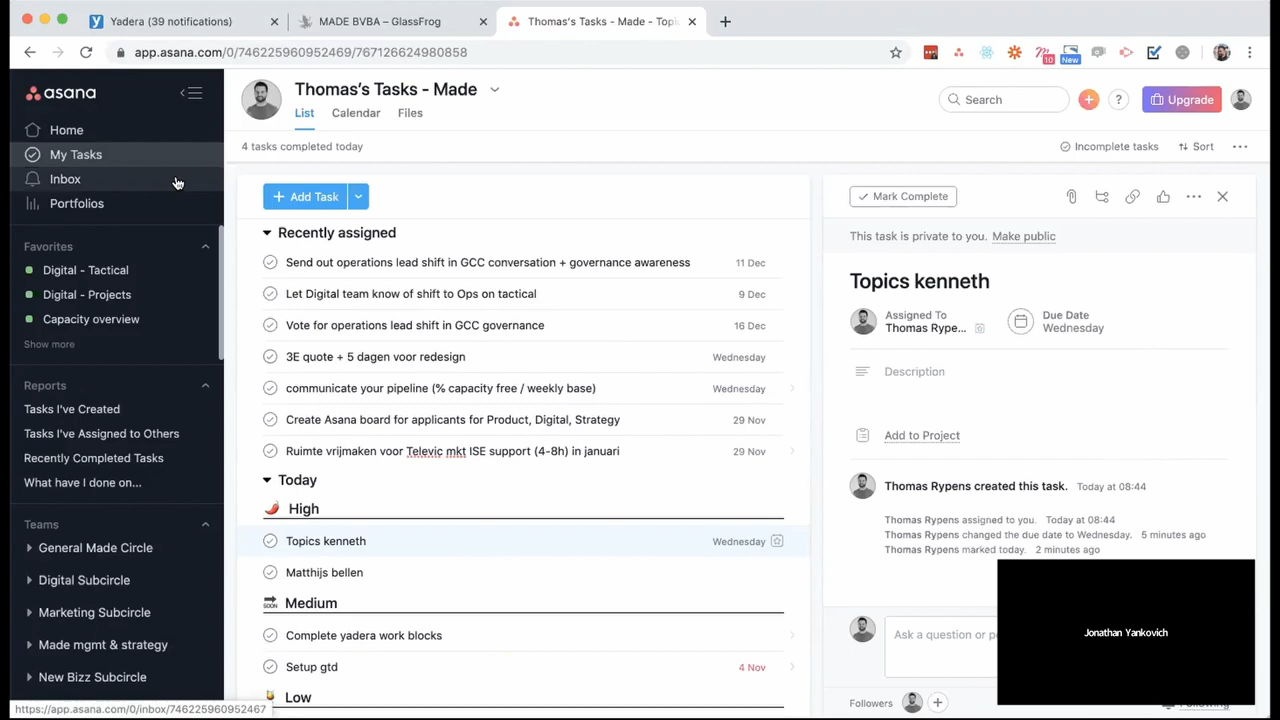 Yadera (39 notifications)
MADE BVBA – GlassFrog
Thomas's Tasks - Made - Topi
app.asana.com/0/746225960952469/767126624980858
10
New
asana
Home
My Tasks
Inbox
Portfolios
Favorites
Digital - Tactical
Digital - Projects
Capacity overview
Show more
Reports
Tasks I've Created
Tasks I've Assigned to Others
Recently Completed Tasks
What have I done on...
Teams
General Made Circle
Digital Subcircle
Marketing Subcircle
Made mgmt & strategy
New Bizz Subcircle
https://app.asana.com/0/inbox/746225960952467
Thomas's Tasks - Made
List Calendar Files
Search
?
Upgrade
4 tasks completed today
Incomplete tasks
Sort
Add Task
Recently assigned
Send out operations lead shift in GCC conversation + governance awareness 11 Dec
Let Digital team know of shift to Ops on tactical 9 Dec
Vote for operations lead shift in GCC governance 16 Dec
3E quote + 5 dagen voor redesign Wednesday
communicate your pipeline (% capacity free / weekly base) Wednesday
Create Asana board for applicants for Product, Digital, Strategy 29 Nov
Ruimte vrijmaken voor Televic mkt ISE support (4-8h) in januari 29 Nov
Today
High
Topics kenneth Wednesday
Matthijs bellen
SOON Medium
Complete yadera work blocks
Setup gtd 4 Nov
Low
Mark Complete
This task is private to you. Make public
Topics kenneth
Assigned To
Thomas Rype...
Due Date
Wednesday
Description
Add to Project
Thomas Rypens created this task. Today at 08:44
Thomas Rypens assigned to you. Today at 08:44
Thomas Rypens changed the due date to Wednesday. 5 minutes ago
Thomas Rypens marked today. 2 minutes ago
Ask a question or p
Jonathan Yankovich
Followers
Following